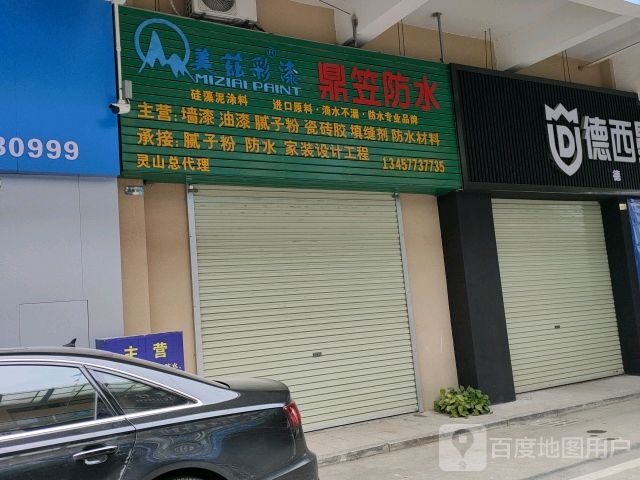 美兹彩漆®
MIZIAI PAINT
鼎笠防水
硅藻泥涂料 进口原料·滴水不漏·防水专业品牌
主营:墙漆 油漆 腻子粉 瓷砖胶 填缝剂 防水材料
承接:腻子粉 防水 家装设计工程
灵山总代理 13457737735
30999
德西
德
主营
百度地图用户